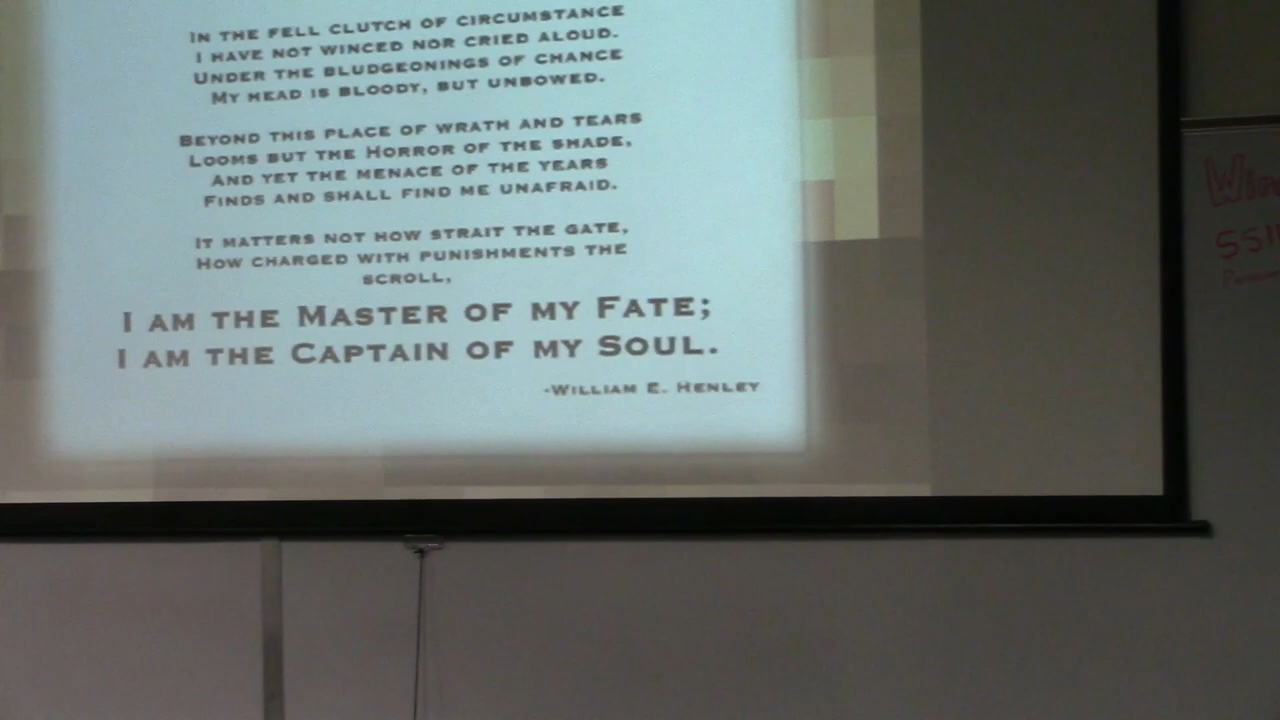 In the fell clutch of circumstance
I have not winced nor cried aloud.
Under the bludgeonings of chance
My head is bloody, but unbowed.
Beyond this place of wrath and tears
Looms but the Horror of the shade,
And yet the menace of the years
Finds and shall find me unafraid.
It matters not how strait the gate,
How charged with punishments the
scroll,
I am the Master of my Fate;
I am the Captain of my Soul.
-William E. Henley